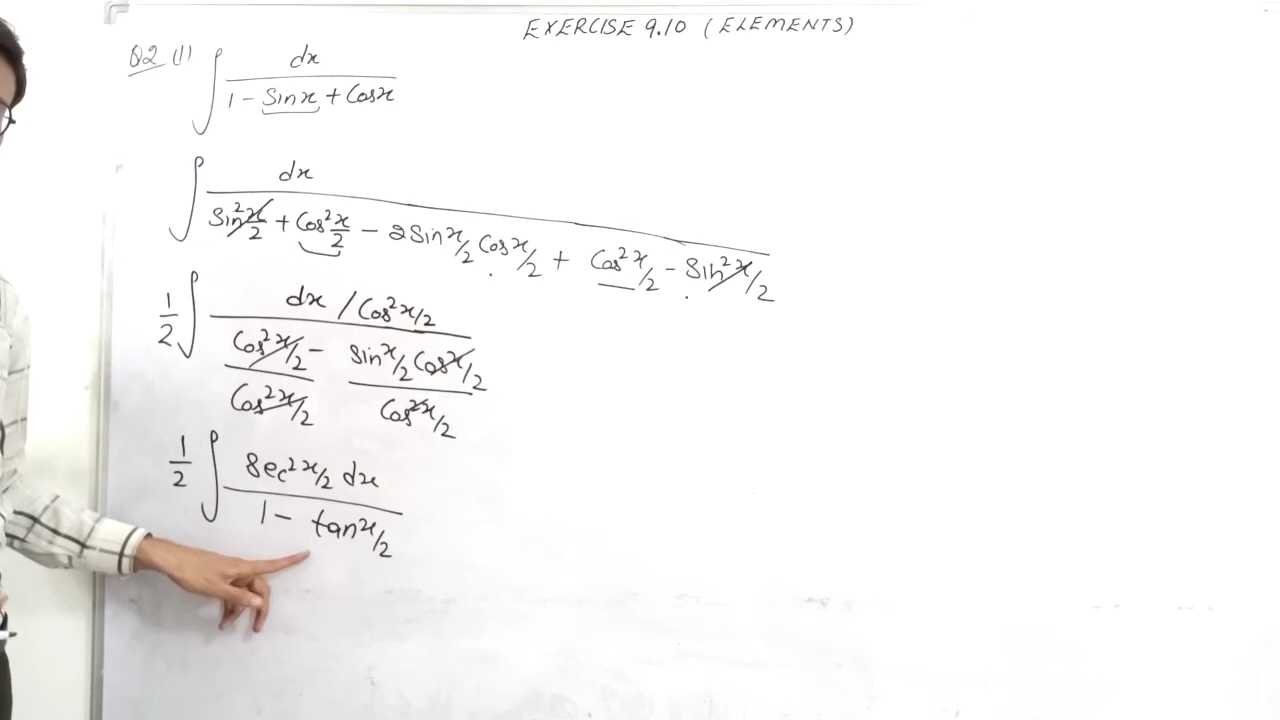 EXERCISE 9.10 (ELEMENTS)
Q2 (1) ∫ dx / (1 - Sinx + Cosx)
∫ dx / (Sin²x/2 + Cos²x/2 - 2Sinx/2 Cosx/2 + Cos²x/2 - Sin²x/2)
1/2 ∫ (dx / Cos²x/2) / (Cos²x/2 / Cos²x/2 - Sinx/2 Cosx/2 / Cos²x/2)
1/2 ∫ Sec²x/2 dx / (1 - tanx/2)